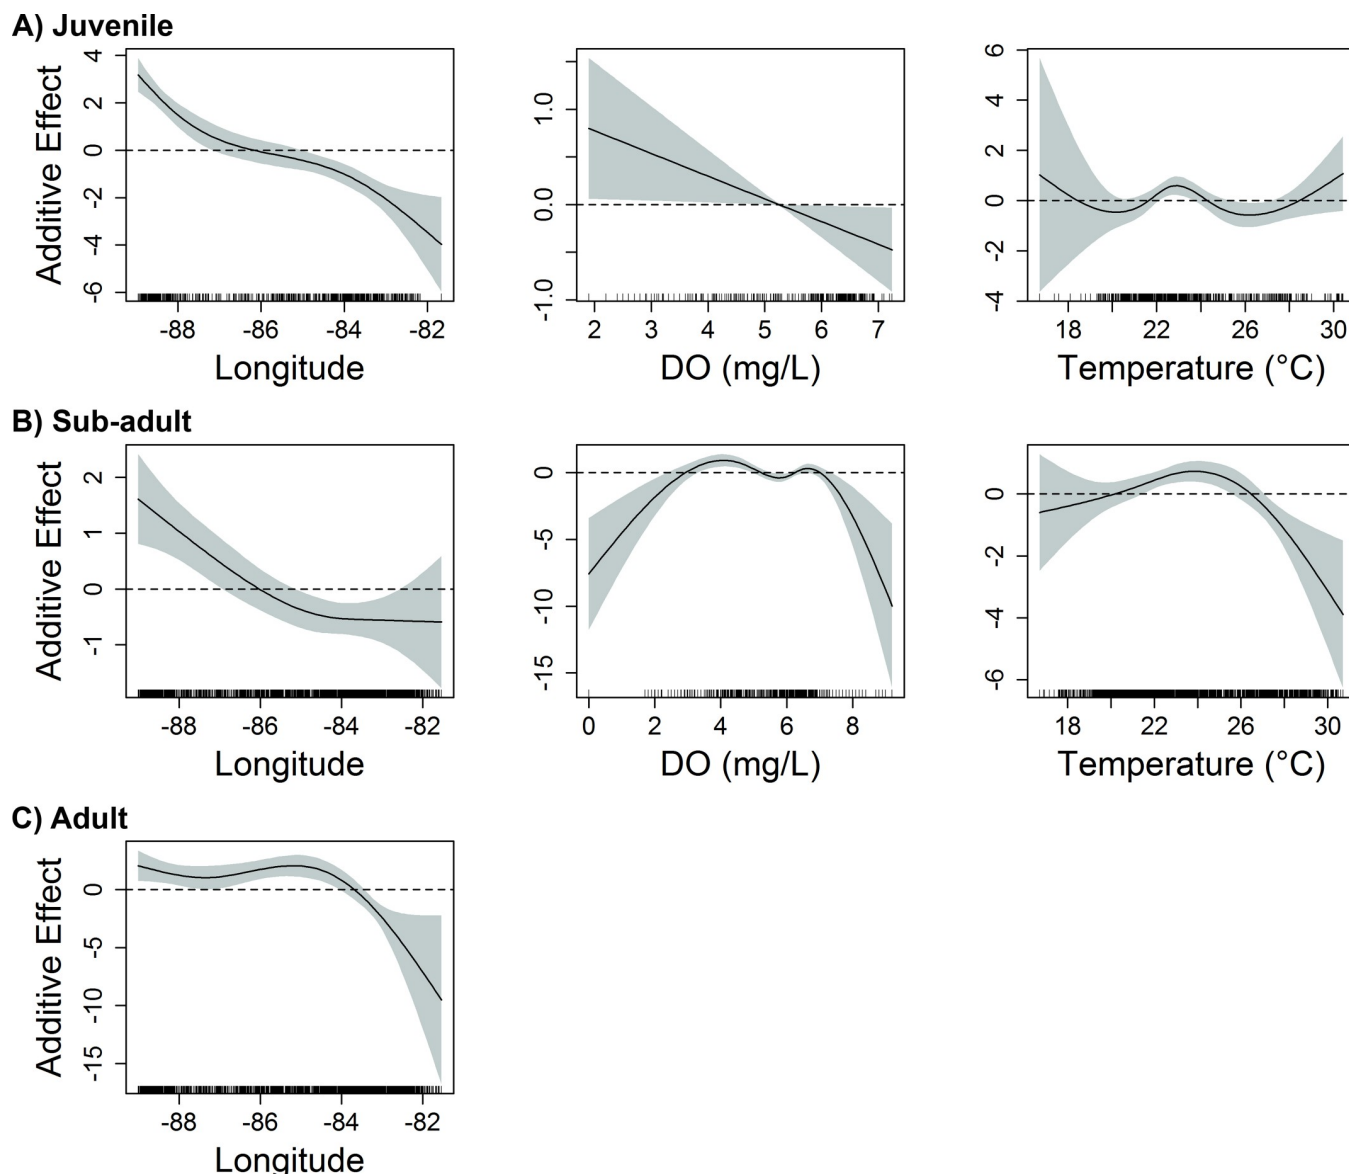 A) Juvenile
Additive Effect
4
2
0
-2
-4
-6
-88 -86 -84 -82
Longitude
1.0
0.0
-1.0
2 3 4 5 6 7
DO (mg/L)
6
4
2
0
-2
-4
18 22 26 30
Temperature (°C)
B) Sub-adult
Additive Effect
2
1
0
-1
-88 -86 -84 -82
Longitude
0
-5
-10
-15
0 2 4 6 8
DO (mg/L)
0
-2
-4
-6
18 22 26 30
Temperature (°C)
C) Adult
Additive Effect
0
-5
-10
-15
-88 -86 -84 -82
Longitude